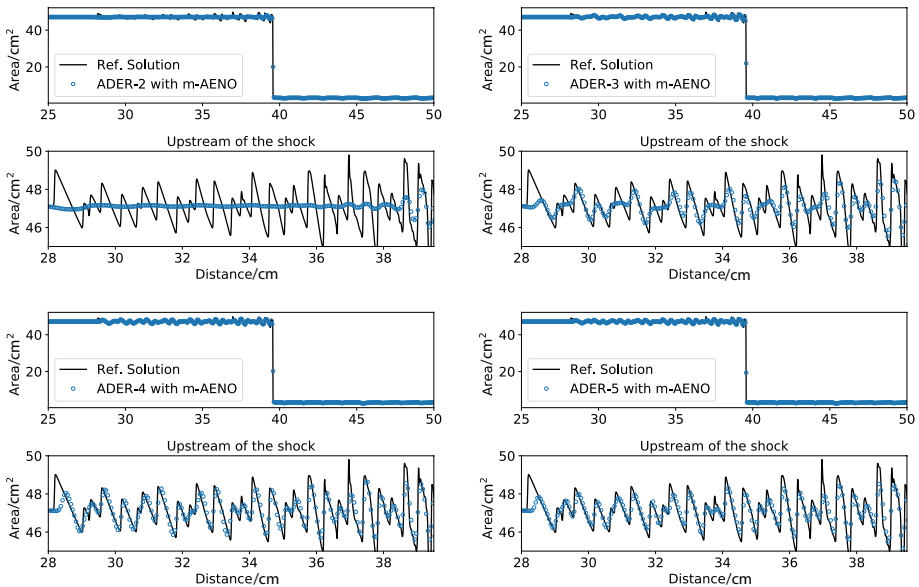 Area/cm²
40
20
Ref. Solution
ADER-2 with m-AENO
25 30 35 40 45 50
Upstream of the shock
Area/cm²
50
48
46
28 30 32 34 36 38
Distance/cm
Area/cm²
40
20
Ref. Solution
ADER-3 with m-AENO
25 30 35 40 45 50
Upstream of the shock
Area/cm²
50
48
46
28 30 32 34 36 38
Distance/cm
Area/cm²
40
20
Ref. Solution
ADER-4 with m-AENO
25 30 35 40 45 50
Upstream of the shock
Area/cm²
50
48
46
28 30 32 34 36 38
Distance/cm
Area/cm²
40
20
Ref. Solution
ADER-5 with m-AENO
25 30 35 40 45 50
Upstream of the shock
Area/cm²
50
48
46
28 30 32 34 36 38
Distance/cm